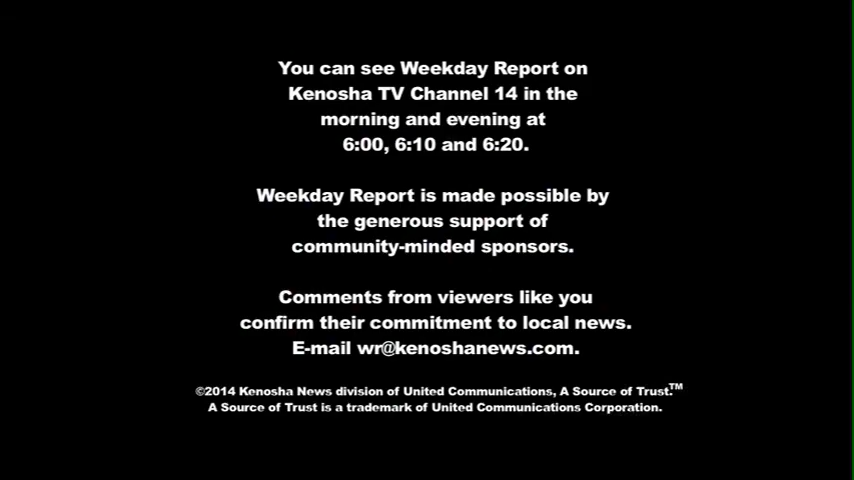 You can see Weekday Report on
Kenosha TV Channel 14 in the
morning and evening at
6:00, 6:10 and 6:20.
Weekday Report is made possible by
the generous support of
community-minded sponsors.
Comments from viewers like you
confirm their commitment to local news.
E-mail wr@kenoshanews.com.
©2014 Kenosha News division of United Communications, A Source of Trust.™
A Source of Trust is a trademark of United Communications Corporation.